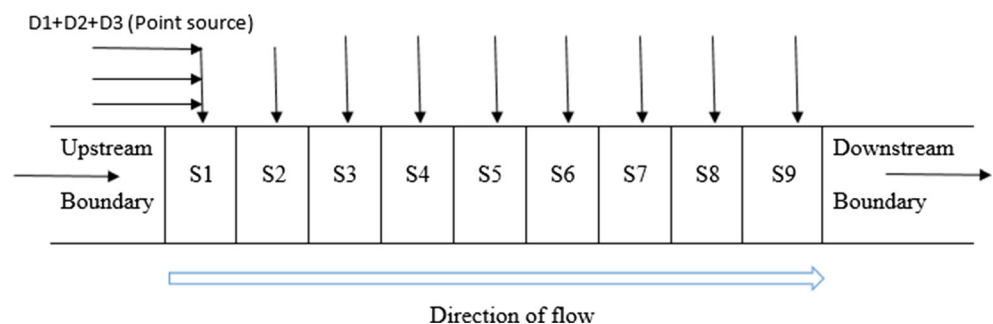 D1+D2+D3 (Point source)
Upstream
Boundary
S1
S2
S3
S4
S5
S6
S7
S8
S9
Downstream
Boundary
Direction of flow